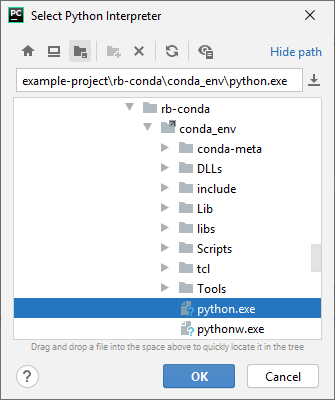 PC
Select Python Interpreter
Hide path
example-project\rb-conda\conda_env\python.exe
rb-conda
conda_env
conda-meta
DLLs
include
Lib
libs
Scripts
tcl
Tools
python.exe
pythonw.exe
Drag and drop a file into the space above to quickly locate it in the tree
?
OK
Cancel